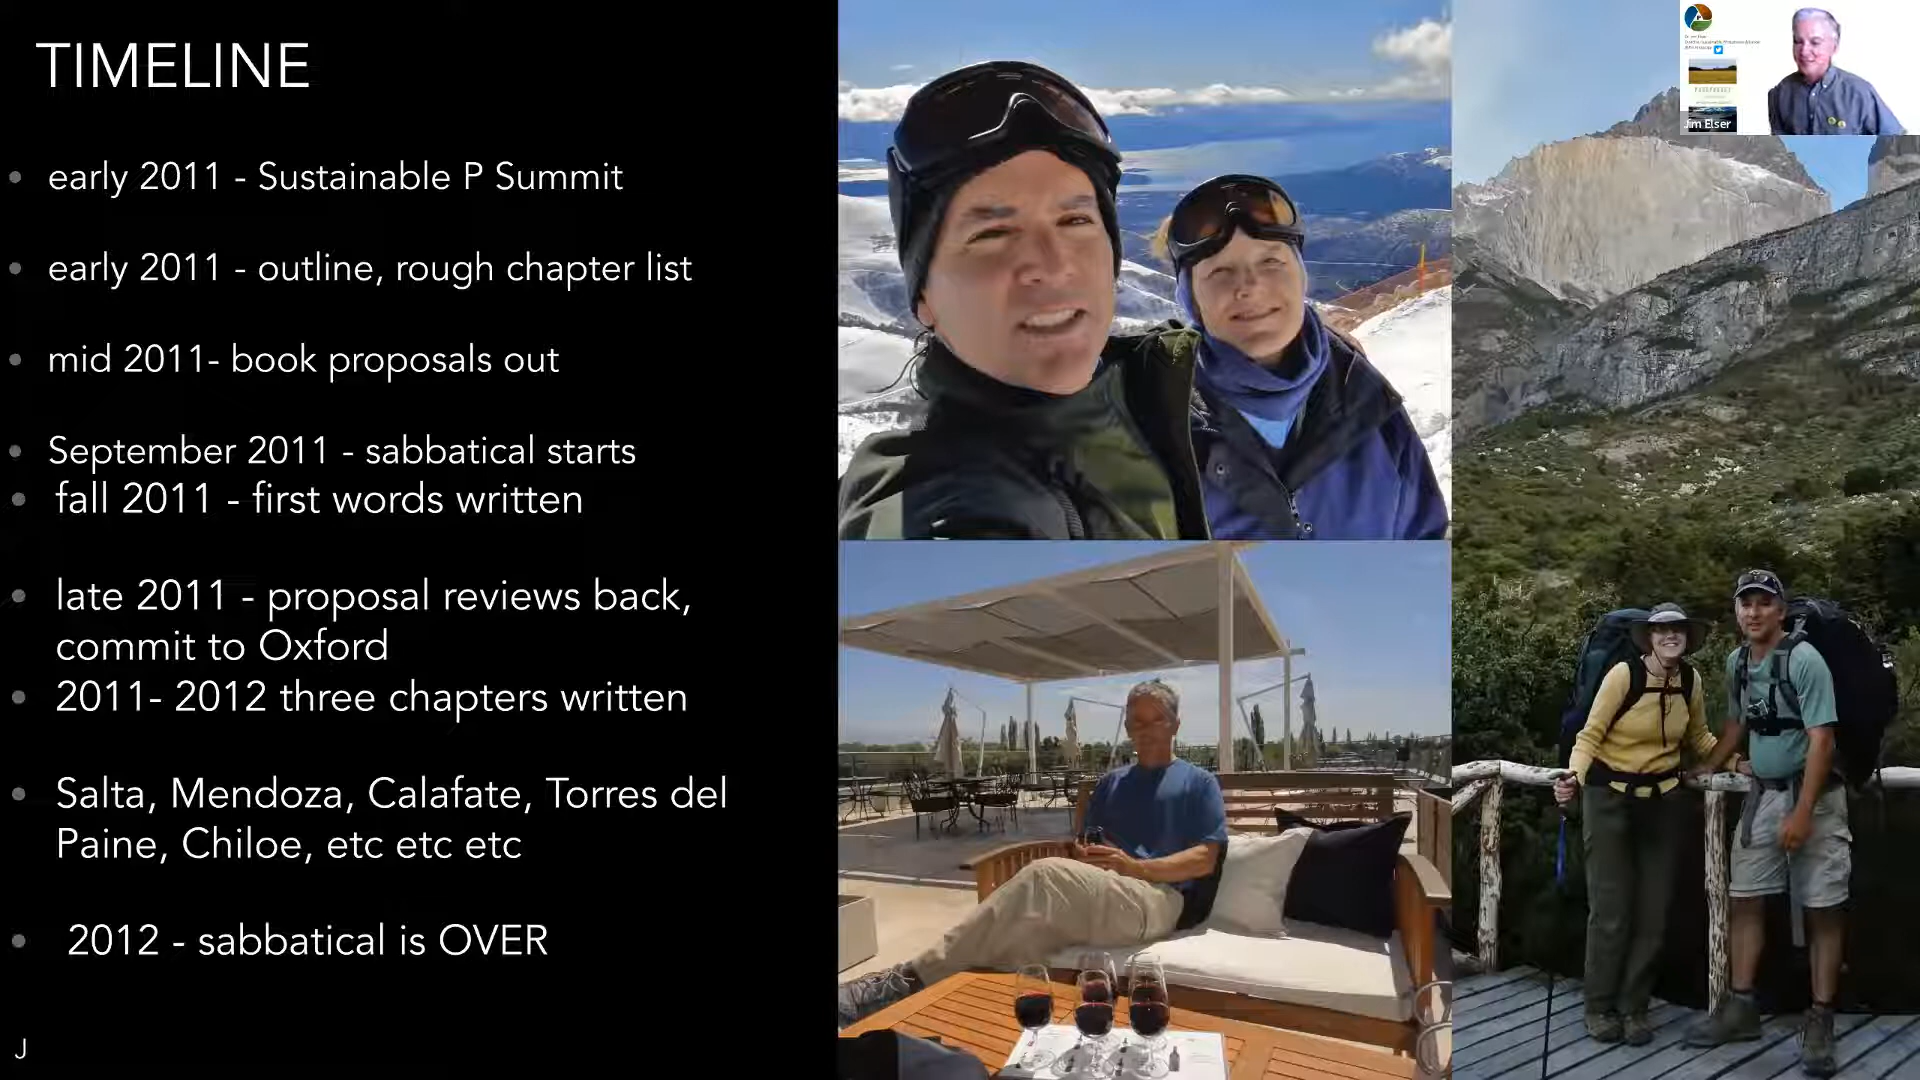 TIMELINE
early 2011 - Sustainable P Summit
early 2011 - outline, rough chapter list
mid 2011- book proposals out
September 2011 - sabbatical starts
fall 2011 - first words written
late 2011 - proposal reviews back,
commit to Oxford
2011- 2012 three chapters written
Salta, Mendoza, Calafate, Torres del
Paine, Chiloe, etc etc etc
2012 - sabbatical is OVER
J
PHOSPHORUS
Jim Elser